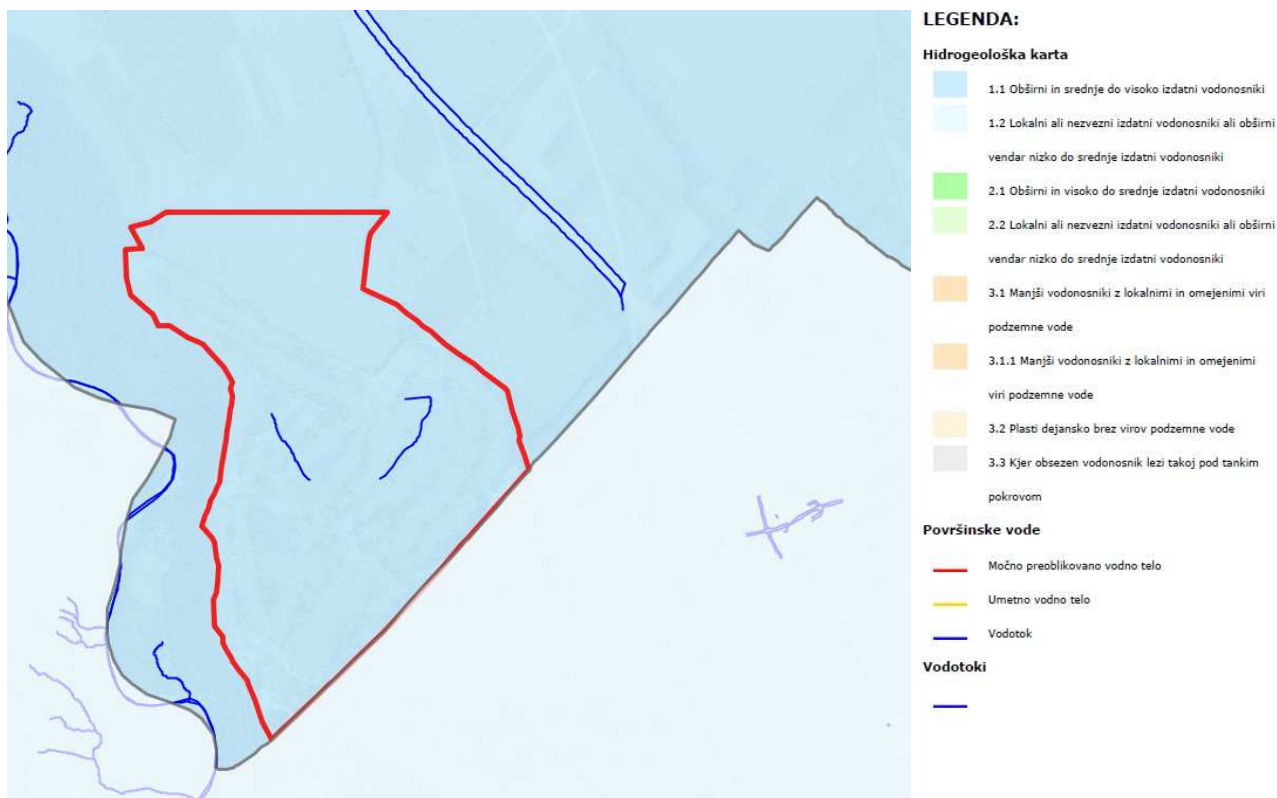 LEGENDA:
Hidrogeološka karta
1.1 Obširni in srednje do visoko izdatni vodonosniki
1.2 Lokalni ali nezvezni izdatni vodonosniki ali obširni
vendar nizko do srednje izdatni vodonosniki
2.1 Obširni in visoko do srednje izdatni vodonosniki
2.2 Lokalni ali nezvezni izdatni vodonosniki ali obširni
vendar nizko do srednje izdatni vodonosniki
3.1 Manjši vodonosniki z lokalnimi in omejenimi viri
podzemne vode
3.1.1 Manjši vodonosniki z lokalnimi in omejenimi
viri podzemne vode
3.2 Plasti dejansko brez virov podzemne vode
3.3 Kjer obsezen vodonosnik lezi takoj pod tankim
pokrovom
Površinske vode
Močno preoblikovano vodno telo
Umetno vodno telo
Vodotok
Vodotoki